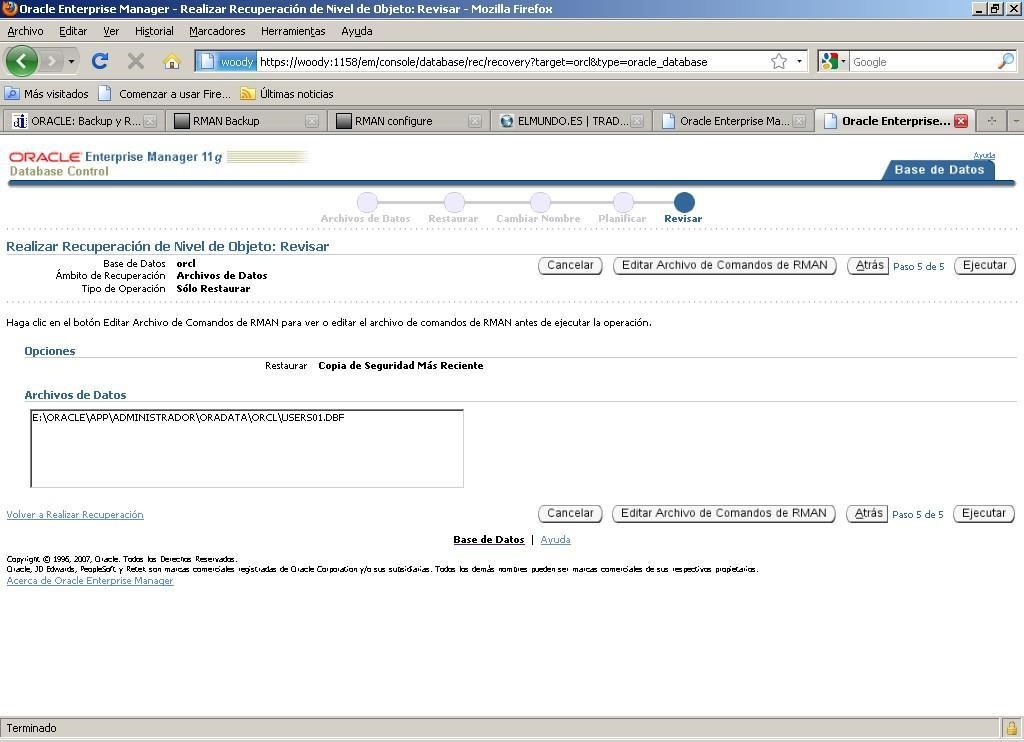 Oracle Enterprise Manager - Realizar Recuperación de Nivel de Objeto: Revisar - Mozilla Firefox
Archivo Editar Ver Historial Marcadores Herramientas Ayuda
woody https://woody:1158/em/console/database/rec/recovery?target=orcl&type=oracle_database Google
Más visitados Comenzar a usar Fire... Últimas noticias
ORACLE: Backup y R... RMAN Backup RMAN configure ELMUNDO.ES | TRAD... Oracle Enterprise Ma... Oracle Enterprise...
ORACLE Enterprise Manager 11g
Database Control
Ayuda
Base de Datos
Archivos de Datos Restaurar Cambiar Nombre Planificar Revisar
Realizar Recuperación de Nivel de Objeto: Revisar
Base de Datos orcl
Ámbito de Recuperación Archivos de Datos
Tipo de Operación Sólo Restaurar
Cancelar Editar Archivo de Comandos de RMAN Atrás Paso 5 de 5 Ejecutar
Haga clic en el botón Editar Archivo de Comandos de RMAN para ver o editar el archivo de comandos de RMAN antes de ejecutar la operación.
Opciones
Restaurar Copia de Seguridad Más Reciente
Archivos de Datos
E:\ORACLE\APP\ADMINISTRADOR\ORADATA\ORCL\USERS01.DBF
Volver a Realizar Recuperación
Cancelar Editar Archivo de Comandos de RMAN Atrás Paso 5 de 5 Ejecutar
Base de Datos | Ayuda
Copyright © 1996, 2007, Oracle. Todos los Derechos Reservados.
Oracle, JD Edwards, PeopleSoft y Retek son marcas comerciales registradas de Oracle Corporation y/o sus subsidiarias. Todos los demás nombres pueden ser marcas comerciales de sus respectivos propietarios.
Acerca de Oracle Enterprise Manager
Terminado